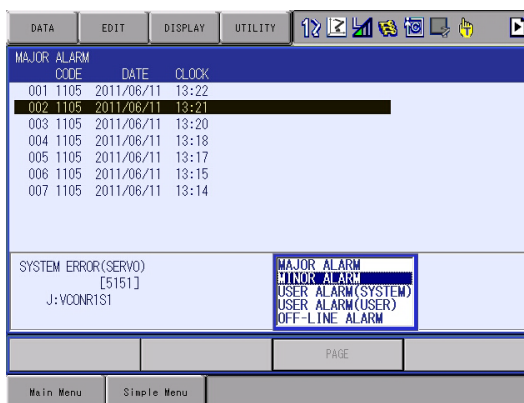 DATA EDIT DISPLAY UTILITY
MAJOR ALARM
CODE DATE CLOCK
001 1105 2011/06/11 13:22
002 1105 2011/06/11 13:21
003 1105 2011/06/11 13:20
004 1105 2011/06/11 13:18
005 1105 2011/06/11 13:17
006 1105 2011/06/11 13:15
007 1105 2011/06/11 13:14
SYSTEM ERROR(SERVO)
[5151]
J:VCONR1S1
MAJOR ALARM
MINOR ALARM
USER ALARM(SYSTEM)
USER ALARM(USER)
OFF-LINE ALARM
PAGE
Main Menu Simple Menu